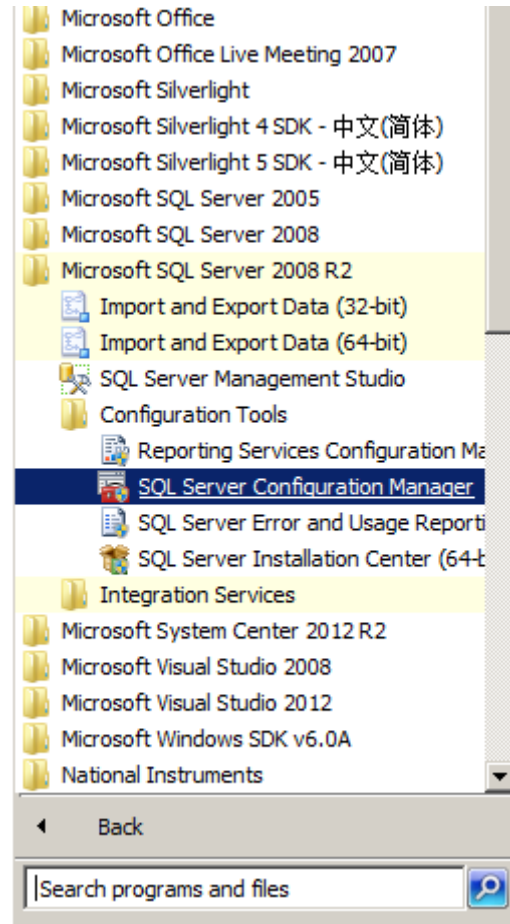 Microsoft Office
Microsoft Office Live Meeting 2007
Microsoft Silverlight
Microsoft Silverlight 4 SDK - 中文(简体)
Microsoft Silverlight 5 SDK - 中文(简体)
Microsoft SQL Server 2005
Microsoft SQL Server 2008
Microsoft SQL Server 2008 R2
Import and Export Data (32-bit)
Import and Export Data (64-bit)
SQL Server Management Studio
Configuration Tools
Reporting Services Configuration Ma
SQL Server Configuration Manager
SQL Server Error and Usage Reporti
SQL Server Installation Center (64-b
Integration Services
Microsoft System Center 2012 R2
Microsoft Visual Studio 2008
Microsoft Visual Studio 2012
Microsoft Windows SDK v6.0A
National Instruments
Back
Search programs and files